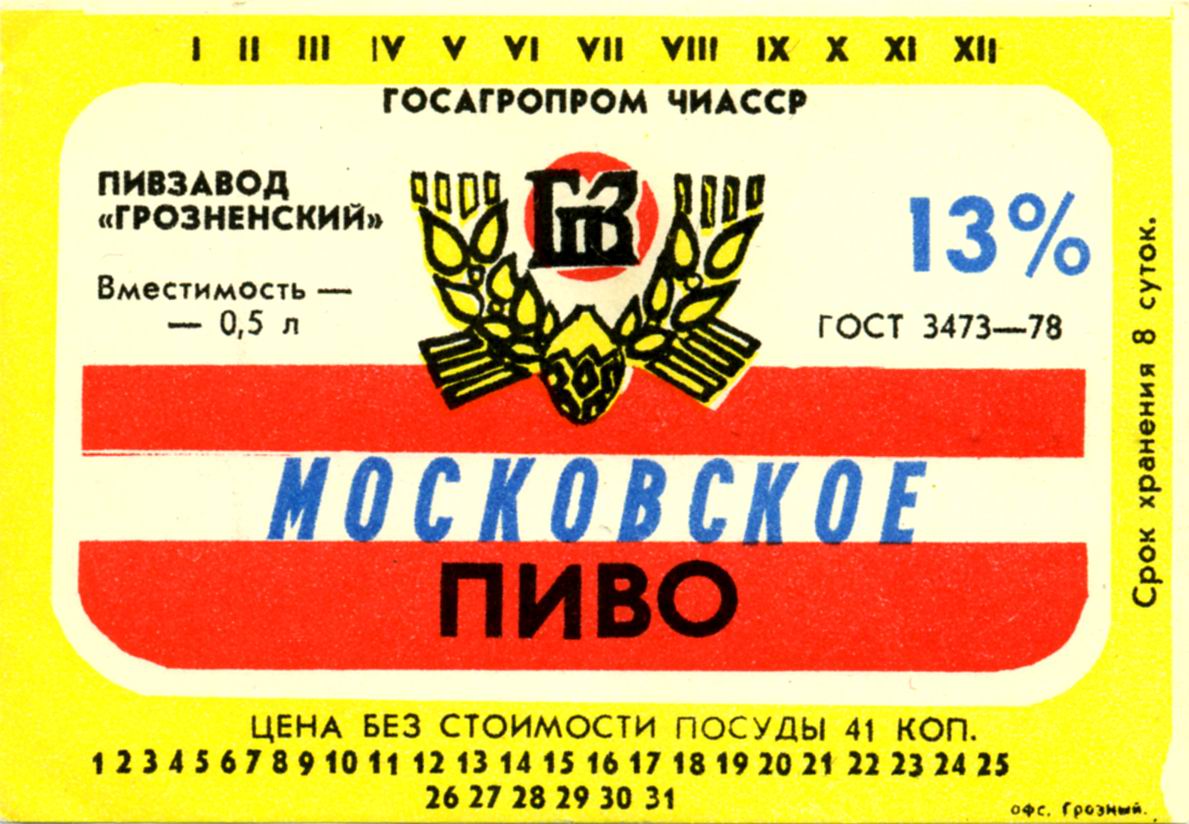 I II III IV V VI VII VIII IX X XI XII
ГОСАГРОПРОМ ЧИАССР
ПИВЗАВОД
«ГРОЗНЕНСКИЙ»
Вместимость —
— 0,5 л
ГПЗ
13%
ГОСТ 3473—78
МОСКОВСКОЕ
ПИВО
Срок хранения 8 суток.
ЦЕНА БЕЗ СТОИМОСТИ ПОСУДЫ 41 КОП.
1 2 3 4 5 6 7 8 9 10 11 12 13 14 15 16 17 18 19 20 21 22 23 24 25
26 27 28 29 30 31
офс. Грозный.